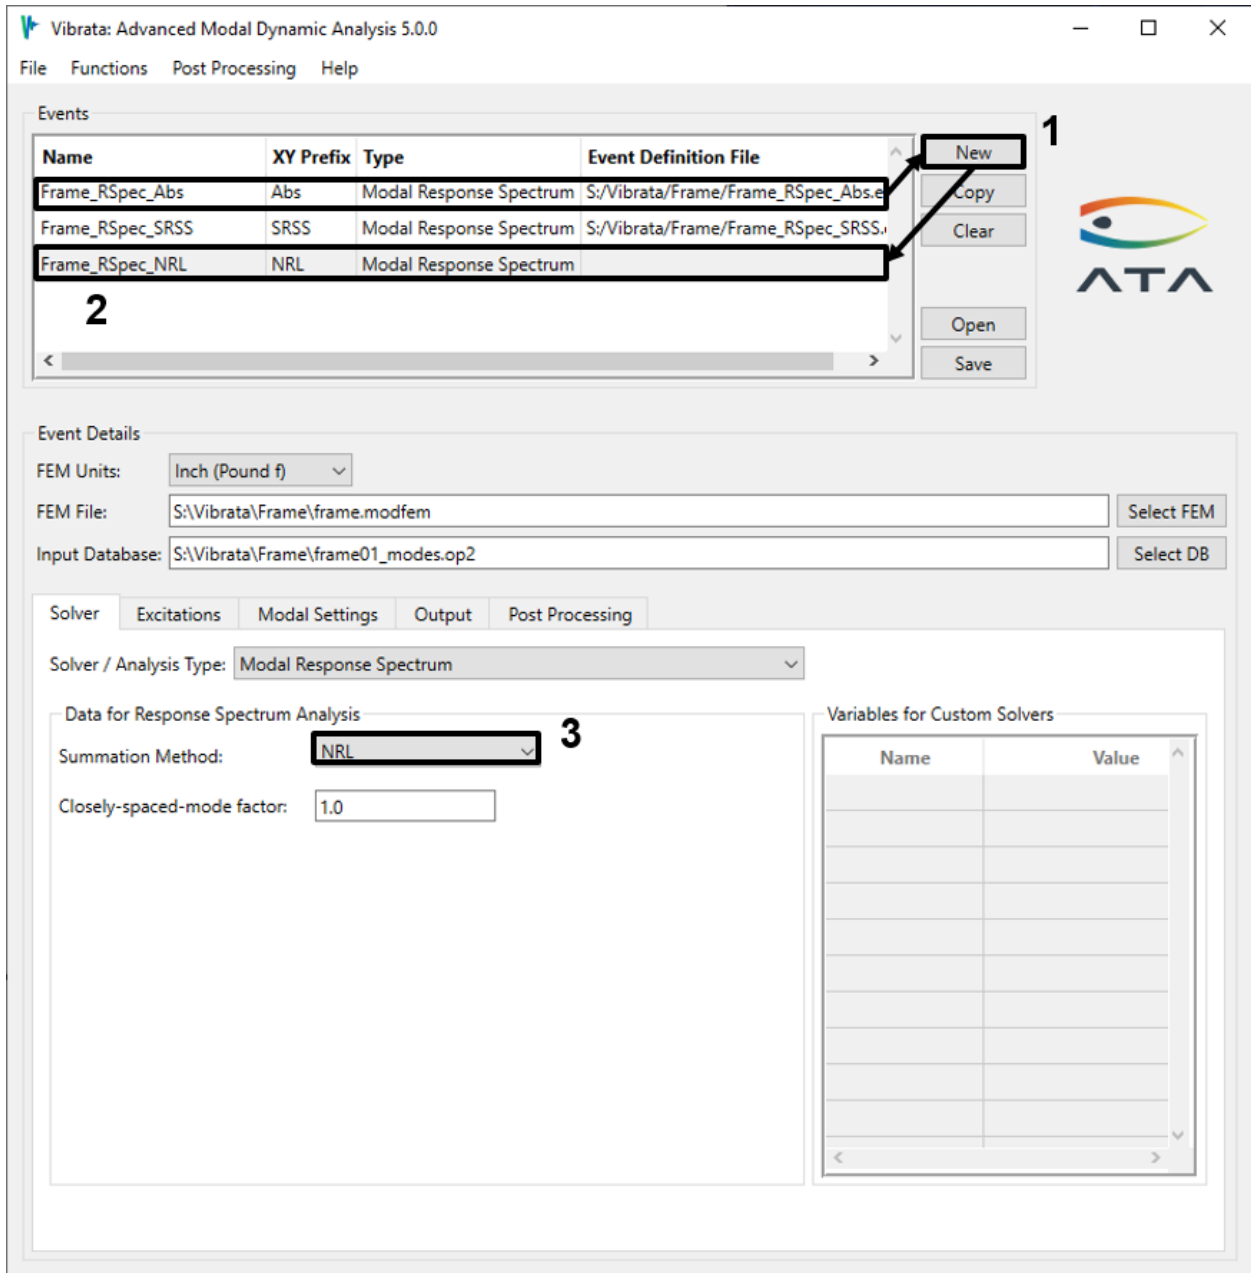 Vibrata: Advanced Modal Dynamic Analysis 5.0.0
File Functions Post Processing Help
Events
1
Name XY Prefix Type Event Definition File
New
Frame_RSpec_Abs Abs Modal Response Spectrum S:/Vibrata/Frame/Frame_RSpec_Abs.e
Copy
Frame_RSpec_SRSS SRSS Modal Response Spectrum S:/Vibrata/Frame/Frame_RSpec_SRSS.
Clear
Frame_RSpec_NRL NRL Modal Response Spectrum
ATA
2
Open
Save
Event Details
FEM Units: Inch (Pound f)
FEM File: S:\Vibrata\Frame\frame.modfem Select FEM
Input Database: S:\Vibrata\Frame\frame01_modes.op2 Select DB
Solver Excitations Modal Settings Output Post Processing
Solver / Analysis Type: Modal Response Spectrum
Data for Response Spectrum Analysis
Variables for Custom Solvers
3
Summation Method: NRL
Name Value
Closely-spaced-mode factor: 1.0